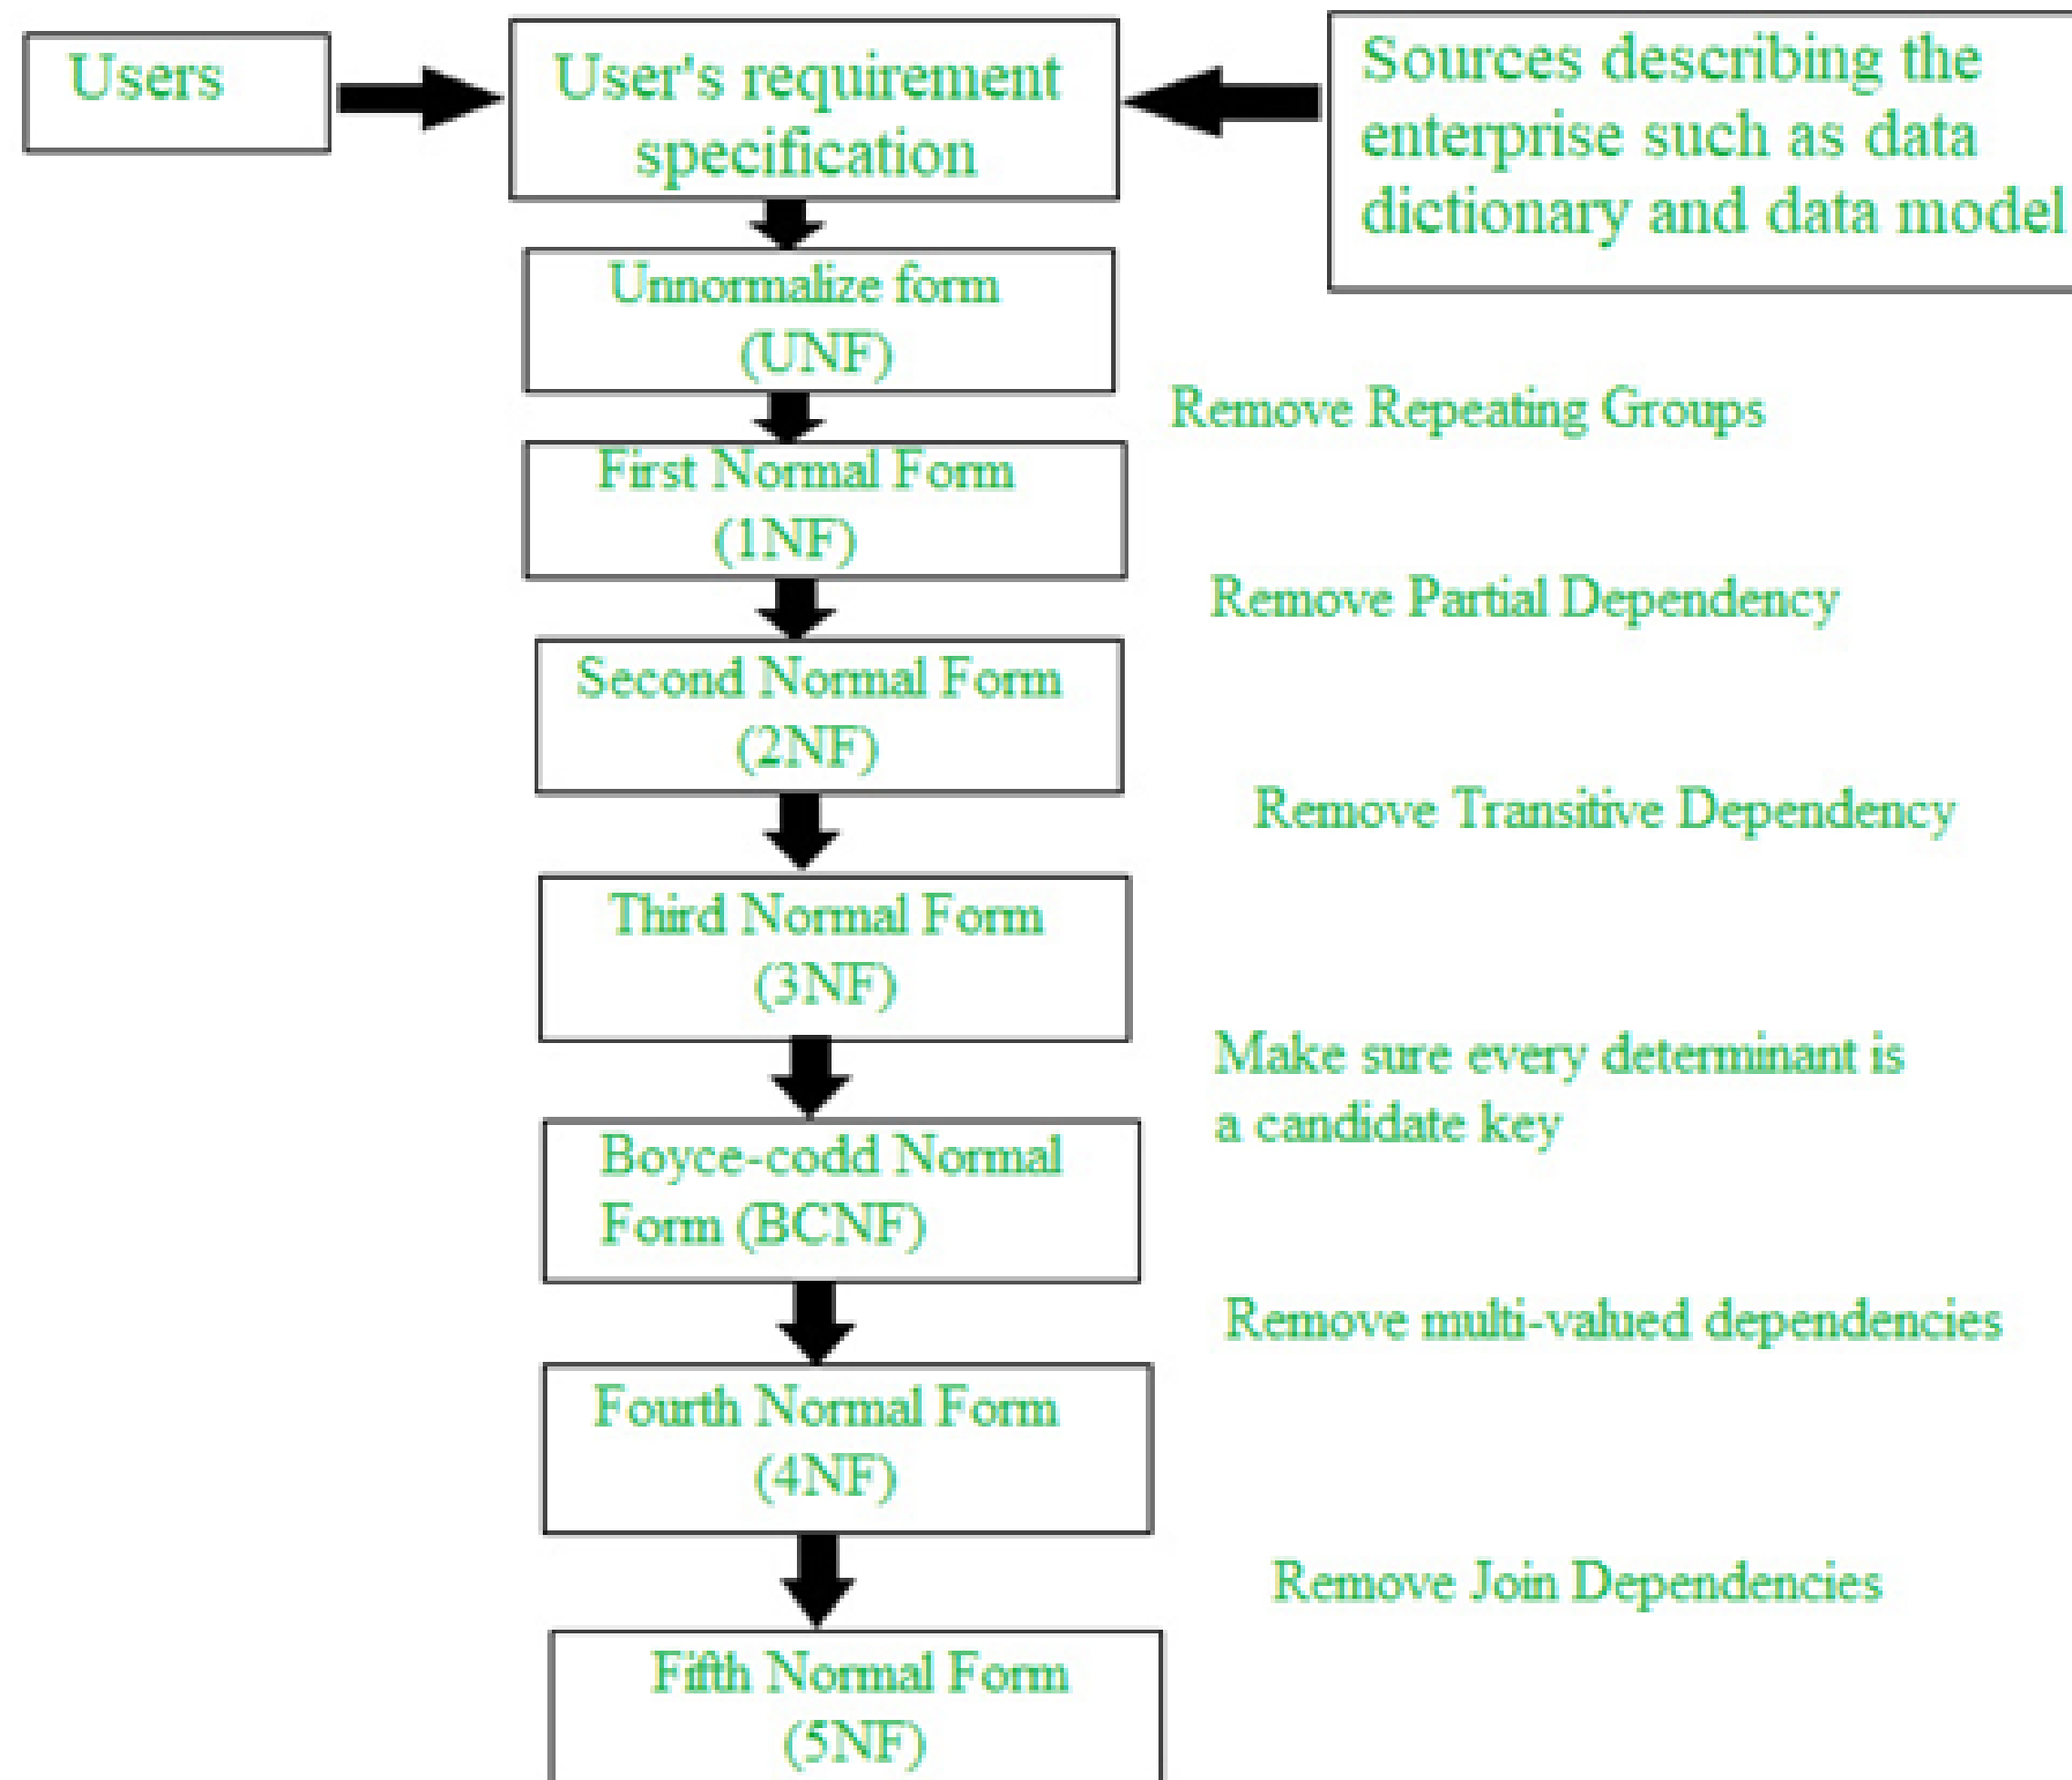 Users
User's requirement
specification
Sources describing the
enterprise such as data
dictionary and data model
Unnormalize form
(UNF)
Remove Repeating Groups
First Normal Form
(1NF)
Remove Partial Dependency
Second Normal Form
(2NF)
Remove Transitive Dependency
Third Normal Form
(3NF)
Make sure every determinant is
a candidate key
Boyce-codd Normal
Form (BCNF)
Remove multi-valued dependencies
Fourth Normal Form
(4NF)
Remove Join Dependencies
Fifth Normal Form
(5NF)